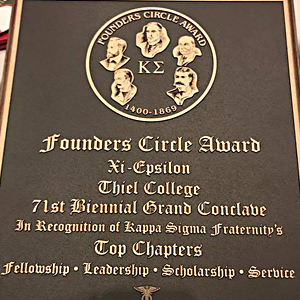 FOUNDERS CIRCLE AWARD
ΚΣ
1400-1869
Founders Circle Award
Xi-Epsilon
Thiel College
71st Biennial Grand Conclave
In Recognition of Kappa Sigma Fraternity's
Top Chapters
Fellowship • Leadership • Scholarship • Service